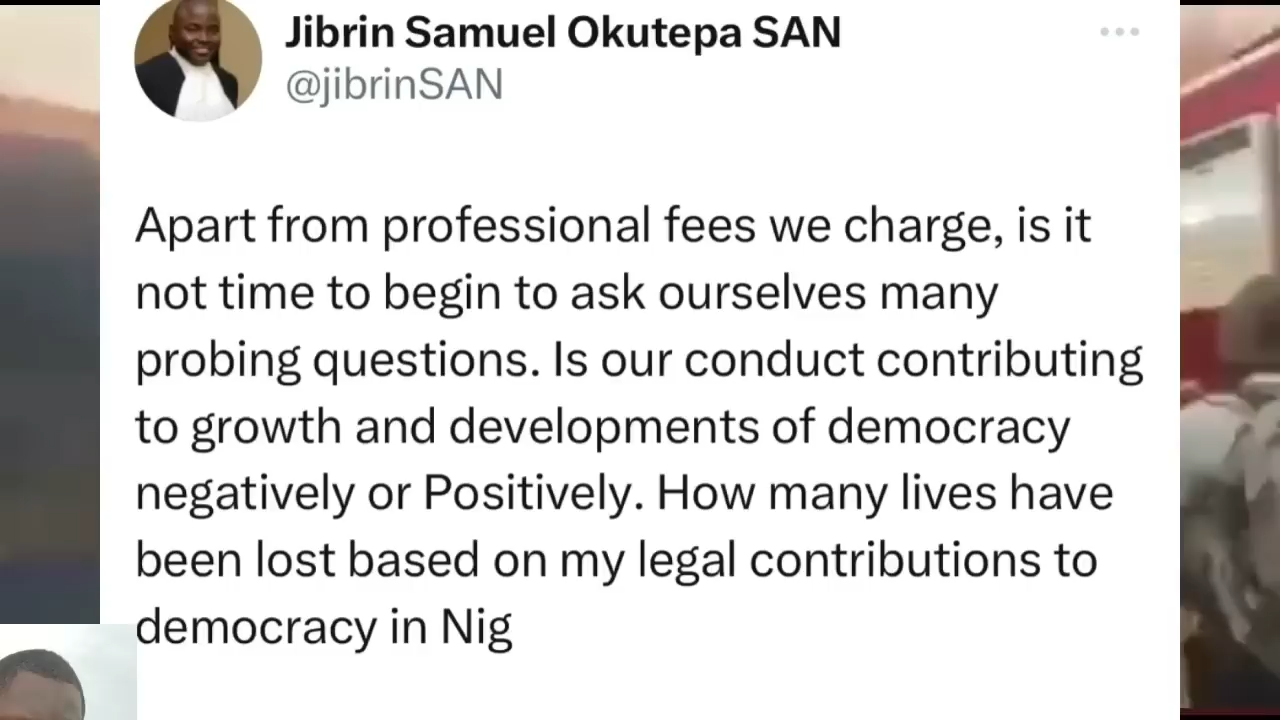 Jibrin Samuel Okutepa SAN
@jibrinSAN
Apart from professional fees we charge, is it
not time to begin to ask ourselves many
probing questions. Is our conduct contributing
to growth and developments of democracy
negatively or Positively. How many lives have
been lost based on my legal contributions to
democracy in Nig